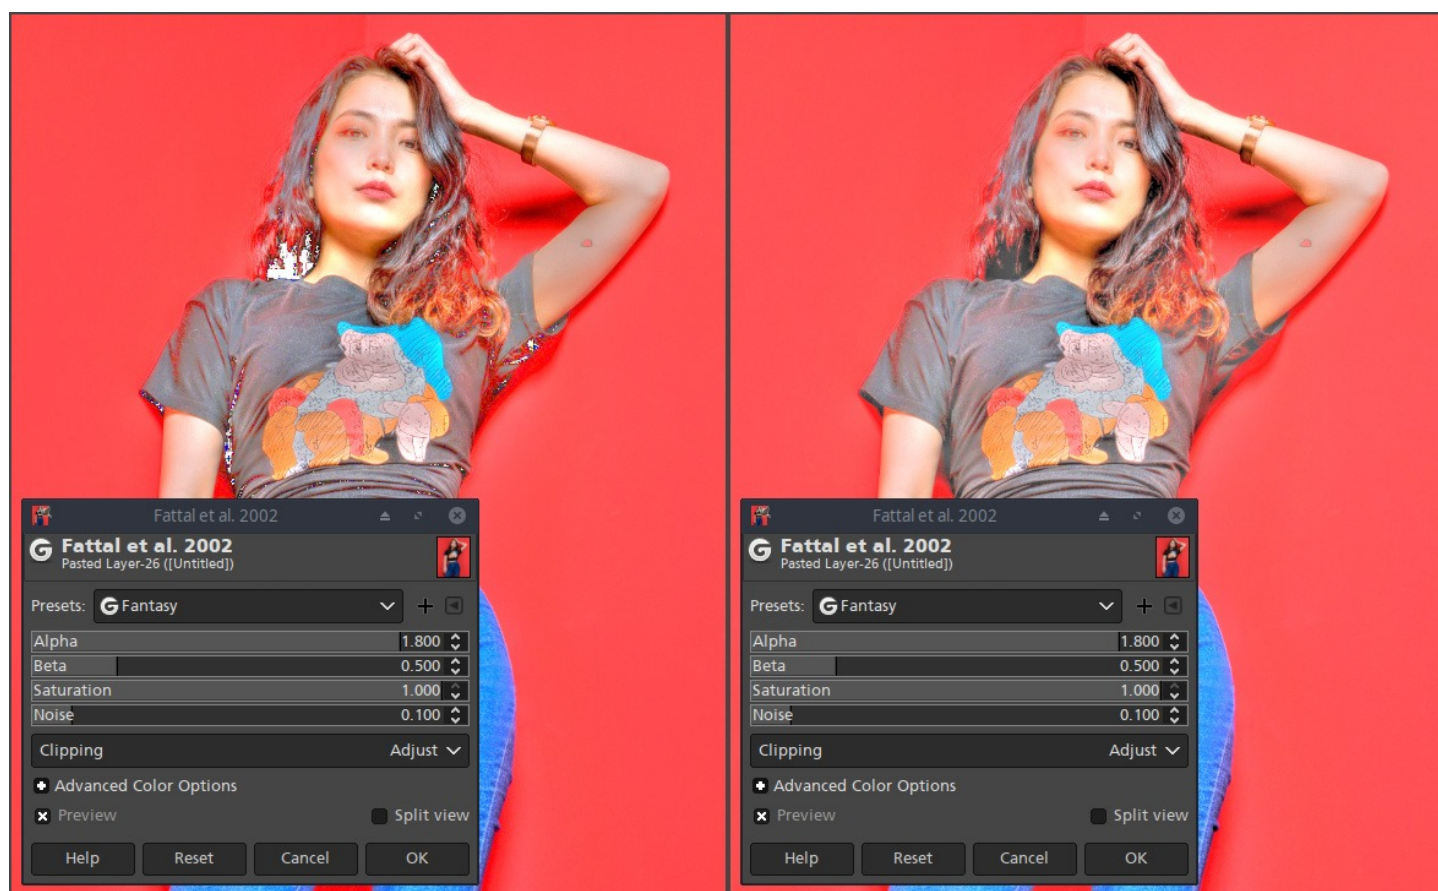 Fattal et al. 2002
Fattal et al. 2002
Pasted Layer-26 ([Untitled])
Presets: Fantasy
Alpha 1.800
Beta 0.500
Saturation 1.000
Noise 0.100
Clipping Adjust
Advanced Color Options
Preview Split view
Help Reset Cancel OK
Fattal et al. 2002
Fattal et al. 2002
Pasted Layer-26 ([Untitled])
Presets: Fantasy
Alpha 1.800
Beta 0.500
Saturation 1.000
Noise 0.100
Clipping Adjust
Advanced Color Options
Preview Split view
Help Reset Cancel OK